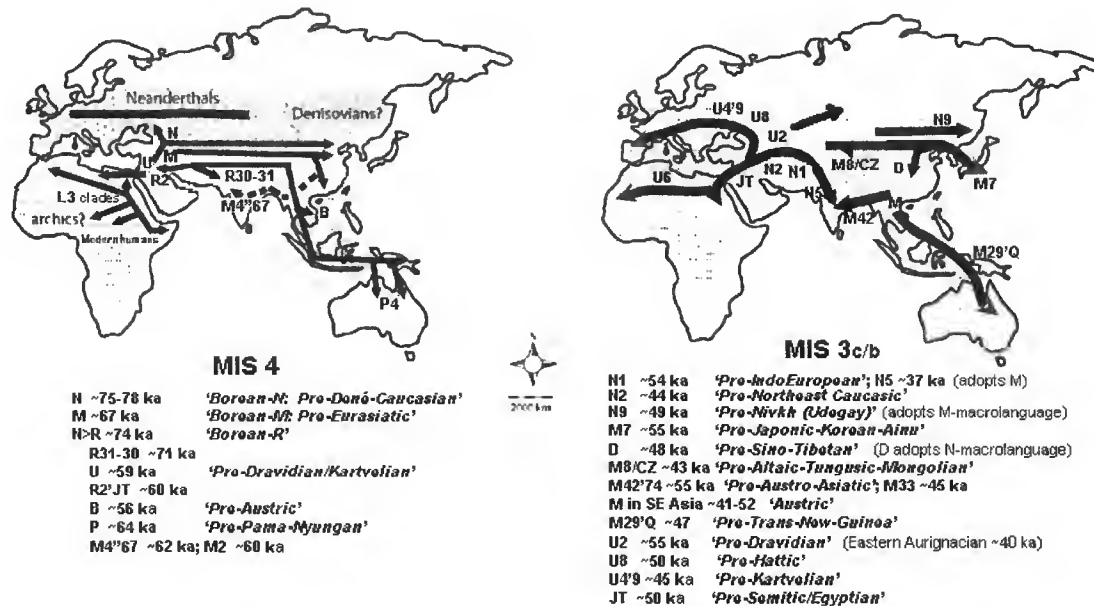 Neanderthals
Denisovians?
N
M
U
R2
R30-31
L3 clades
archics?
M4"67
B
Modern humans
P4
MIS 4
N ~75-78 ka 'Borean-N: Pre-Dené-Caucasian'
M ~67 ka 'Borean-M: Pre-Eurasiatic'
N>R ~74 ka 'Borean-R'
R31-30 ~71 ka
U ~59 ka 'Pre-Dravidian/Kartvelian'
R2'JT ~60 ka
B ~56 ka 'Pre-Austric'
P ~64 ka 'Pre-Pama-Nyungan'
M4"67 ~62 ka; M2 ~60 ka
N
2000 km
U4'9
U8
U2
N9
M8/CZ
D
M7
U6
JT
N2
N1
N5
M42
M
M29'Q
MIS 3c/b
N1 ~54 ka 'Pre-IndoEuropean'; N5 ~37 ka (adopts M)
N2 ~44 ka 'Pre-Northeast Caucasic'
N9 ~49 ka 'Pre-Nivkh (Udegay)' (adopts M-macrolanguage)
M7 ~55 ka 'Pre-Japonic-Korean-Ainu'
D ~48 ka 'Pre-Sino-Tibetan' (D adopts N-macrolanguage)
M8/CZ ~43 ka 'Pre-Altaic-Tungusic-Mongolian'
M42'74 ~55 ka 'Pre-Austro-Asiatic'; M33 ~45 ka
M in SE Asia ~41-52 'Austric'
M29'Q ~47 'Pre-Trans-New-Guinea'
U2 ~55 ka 'Pre-Dravidian' (Eastern Aurignacian ~40 ka)
U8 ~50 ka 'Pre-Hattic'
U4'9 ~45 ka 'Pre-Kartvelian'
JT ~50 ka 'Pre-Semitic/Egyptian'